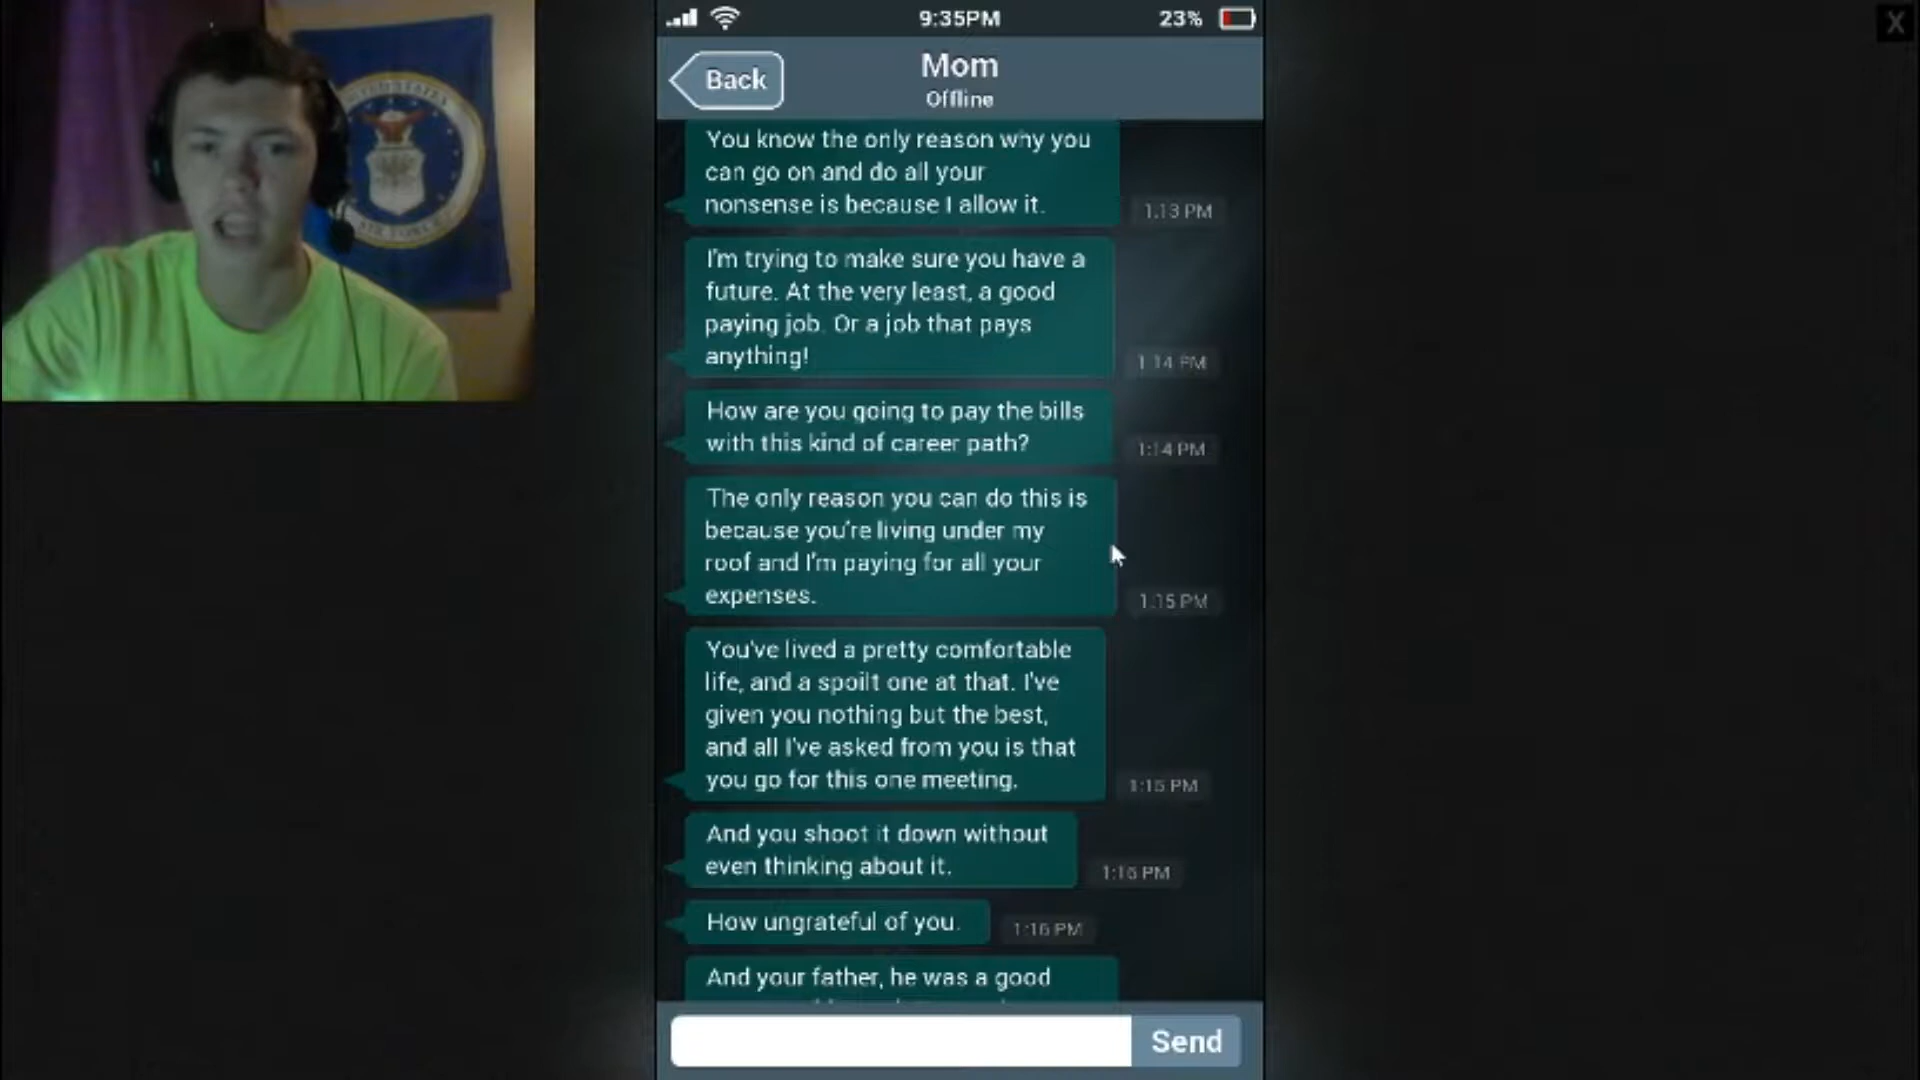 9:35PM
23%
X
Back
Mom
Offline
You know the only reason why you
can go on and do all your
nonsense is because I allow it.
1:13 PM
I'm trying to make sure you have a
future. At the very least, a good
paying job. Or a job that pays
anything!
1:14 PM
How are you going to pay the bills
with this kind of career path?
1:14 PM
The only reason you can do this is
because you're living under my
roof and I'm paying for all your
expenses.
1:15 PM
You've lived a pretty comfortable
life, and a spoilt one at that. I've
given you nothing but the best,
and all I've asked from you is that
you go for this one meeting.
And you shoot it down without
even thinking about it.
1:16 PM
How ungrateful of you.
1:16 PM
And your father, he was a good
Send